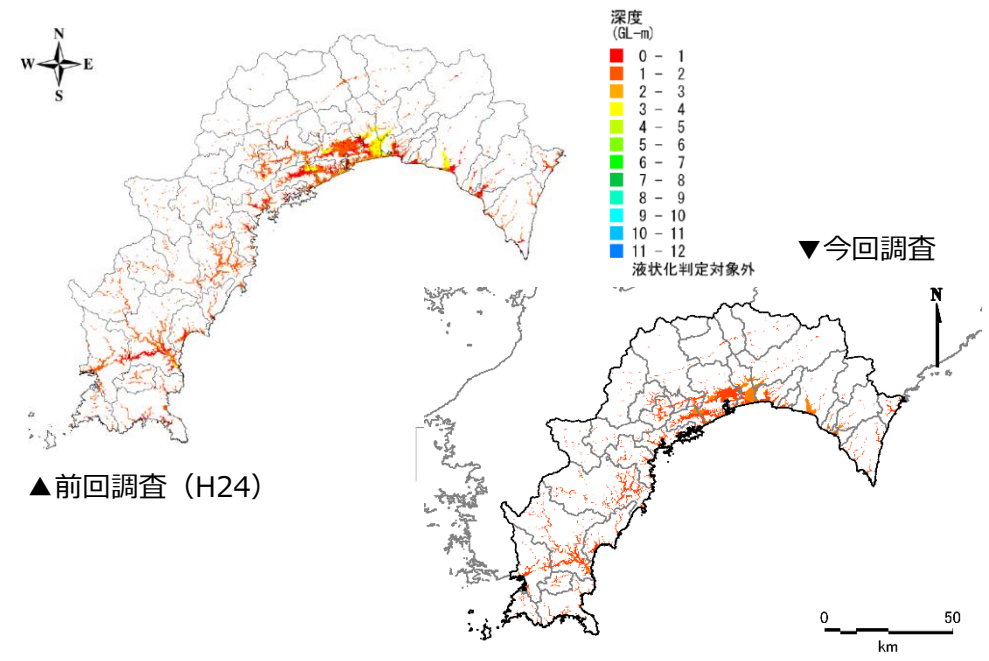 N
W E
S
深度
(GL-m)
0 - 1
1 - 2
2 - 3
3 - 4
4 - 5
5 - 6
6 - 7
7 - 8
8 - 9
9 - 10
10 - 11
11 - 12
液状化判定対象外
▼今回調査
N
▲前回調査（H24）
0 50
km